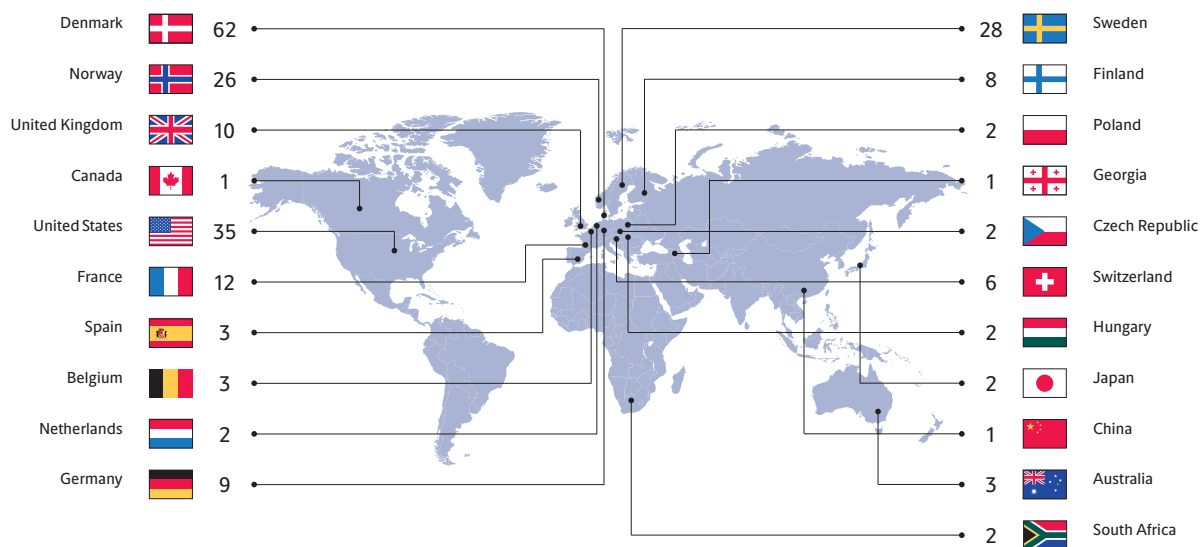 Denmark 62
Norway 26
United Kingdom 10
Canada 1
United States 35
France 12
Spain 3
Belgium 3
Netherlands 2
Germany 9
28 Sweden
8 Finland
2 Poland
1 Georgia
2 Czech Republic
6 Switzerland
2 Hungary
2 Japan
1 China
3 Australia
2 South Africa